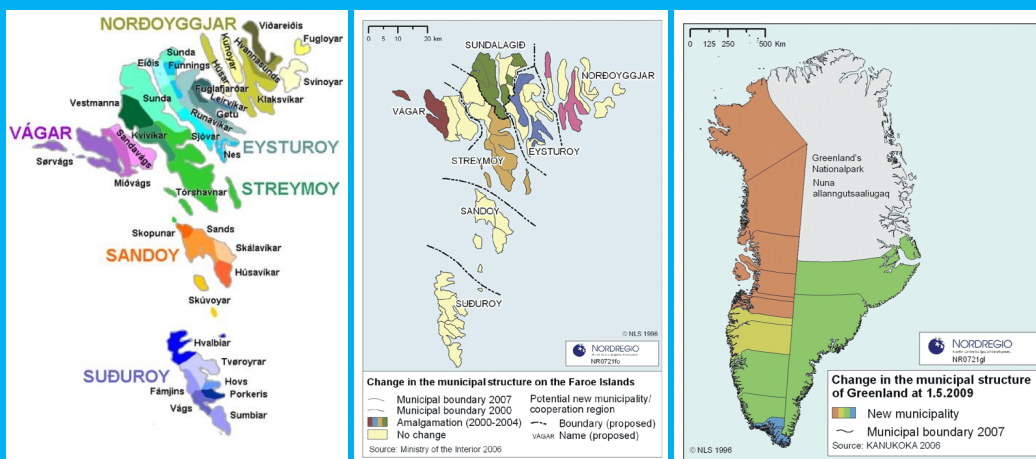 NORÐOYGGJAR
Viðareiðis
Fugloyar
Sunda
Kunoyar
Hvannasunds
Eiðis
Funnings
Húsar
Svínoyar
Fuglafjarðar
Leirvíkar
Klaksvíkar
Vestmanna
Sunda
Gøtu
Runavíkar
VÁGAR
Kvívíkar
Sjóvar
Sandavágs
Nes
EYSTUROY
Sørvágs
Miðvágs
STREYMOY
Tórshavnar
Skopunar
Sands
Skálavíkar
SANDOY
Húsavíkar
Skúvoyar
Hvalbiar
Tvøroyrar
SUÐUROY
Hovs
Fámjins
Porkeris
Vágs
Sumbiar
0 5 10 20 km
SUNDALAGIÐ
NORÐOYGGJAR
VÁGAR
EYSTUROY
STREYMOY
SANDOY
SUÐUROY
© NLS 1996
NORDREGIO
NR0721fo
Change in the municipal structure on the Faroe Islands
Municipal boundary 2007
Municipal boundary 2000
Amalgamation (2000-2004)
No change
Potential new municipality/
cooperation region
Boundary (proposed)
VÁGAR Name (proposed)
Source: Ministry of the Interior 2006
0 125 250 500 Km
Greenland's
Nationalpark
Nuna
allanngutsaaliugaq
NORDREGIO
NR0721gl
Change in the municipal structure
of Greenland at 1.5.2009
New municipality
Municipal boundary 2007
Source: KANUKOKA 2006
© NLS 1996